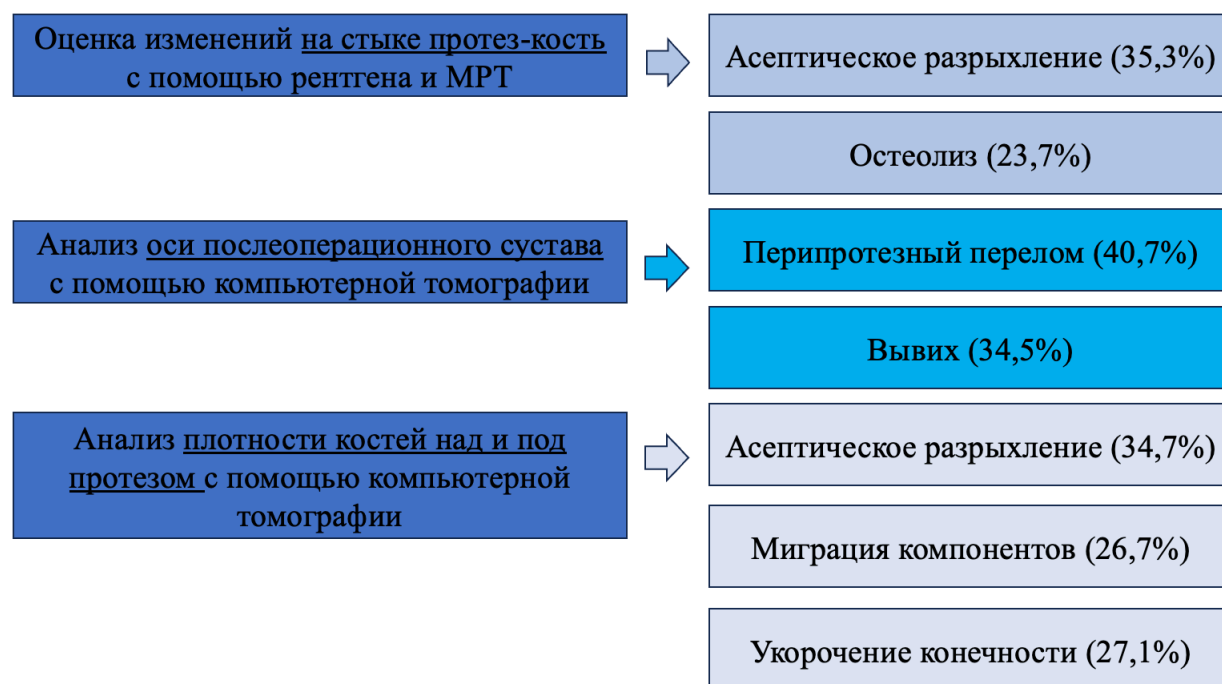 Оценка изменений на стыке протез-кость
с помощью рентгена и МРТ
Асептическое разрыхление (35,3%)
Остеолиз (23,7%)
Анализ оси послеоперационного сустава
с помощью компьютерной томографии
Перипротезный перелом (40,7%)
Вывих (34,5%)
Анализ плотности костей над и под
протезом с помощью компьютерной
томографии
Асептическое разрыхление (34,7%)
Миграция компонентов (26,7%)
Укорочение конечности (27,1%)